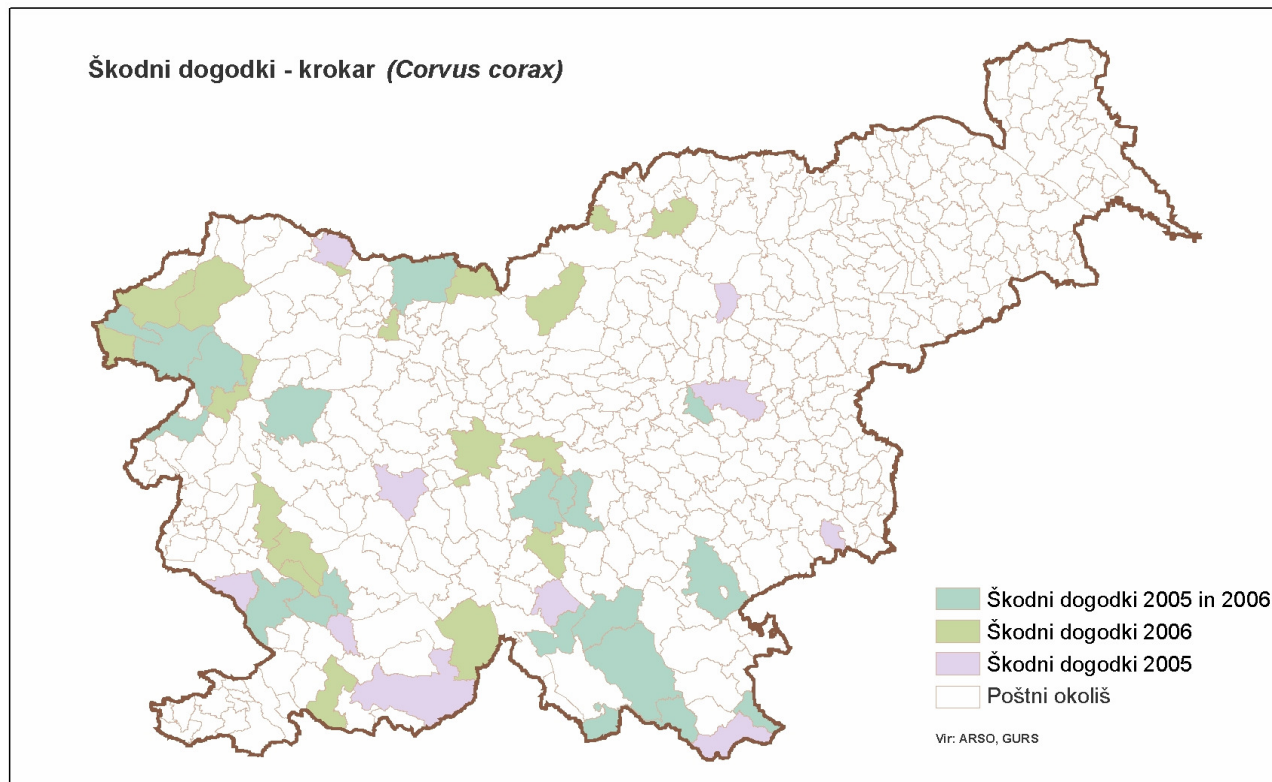 Škodni dogodki - krokar (Corvus corax)
Škodni dogodki 2005 in 2006
Škodni dogodki 2006
Škodni dogodki 2005
Poštni okoliš
Vir: ARSO, GURS